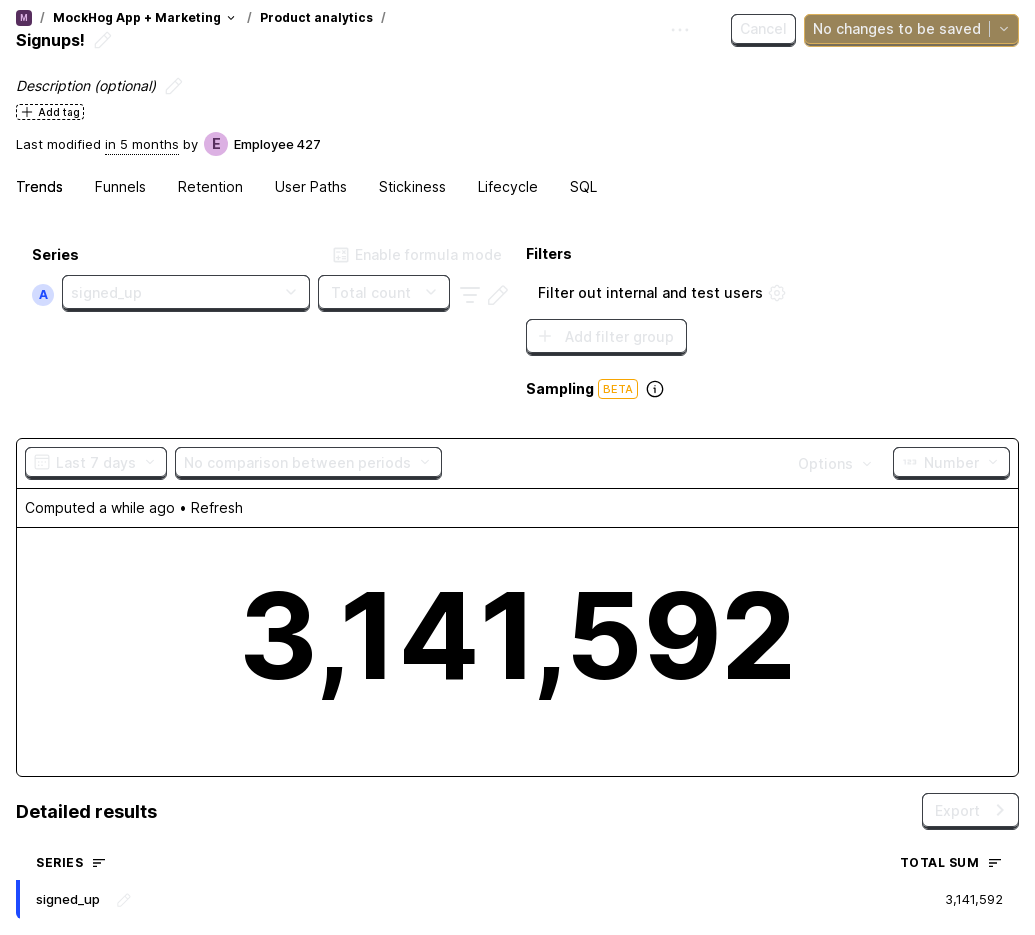 M / MockHog App + Marketing / Product analytics /
Signups!
Cancel
No changes to be saved
Description (optional)
Add tag
Last modified in 5 months by E Employee 427
Trends Funnels Retention User Paths Stickiness Lifecycle SQL
Series
Enable formula mode
A signed_up Total count
Filters
Filter out internal and test users
Add filter group
Sampling BETA
Last 7 days No comparison between periods Options 123 Number
Computed a while ago • Refresh
3,141,592
Detailed results
Export
SERIES TOTAL SUM
signed_up 3,141,592